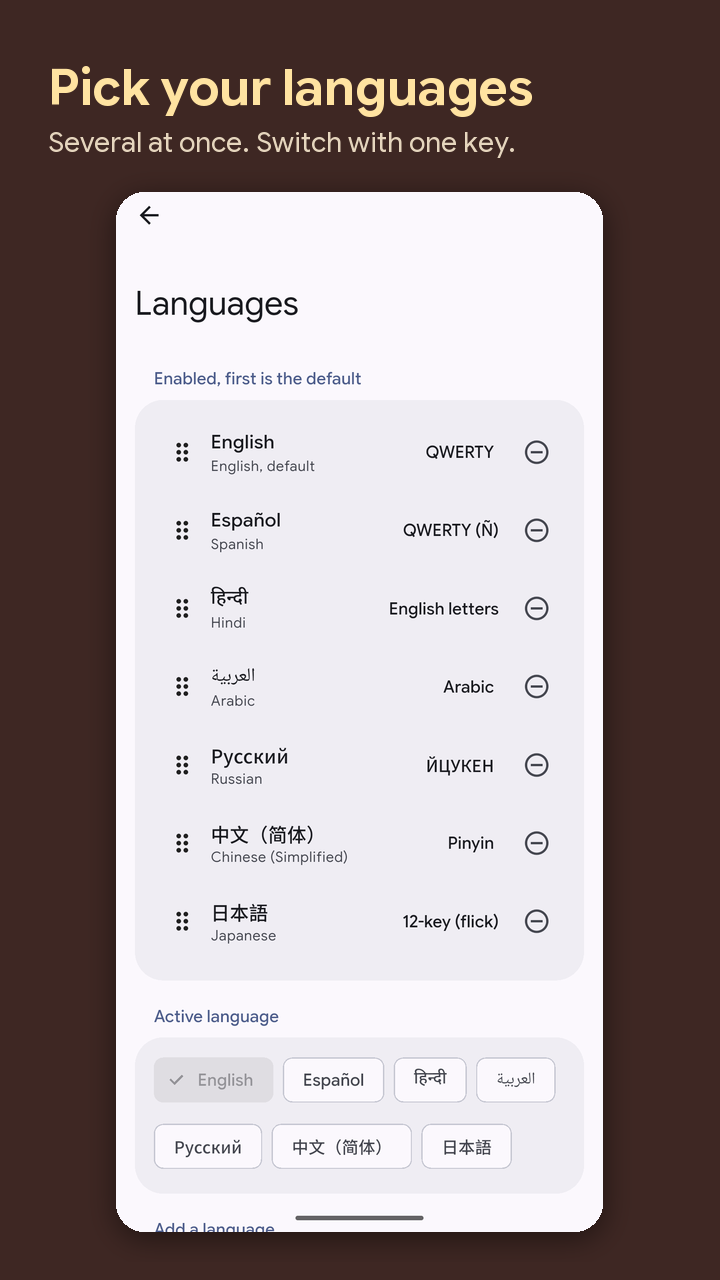 Pick your languages
Several at once. Switch with one key.
Languages
Enabled, first is the default
English
QWERTY
English, default
Español
QWERTY (Ñ)
Spanish
हिन्दी
English letters
Hindi
العربية
Arabic
Arabic
Русский
ЙЦУКЕН
Russian
中文（简体）
Pinyin
Chinese (Simplified)
日本語
12-key (flick)
Japanese
Active language
English Español हिन्दी العربية
Русский 中文（简体） 日本語
Add a language